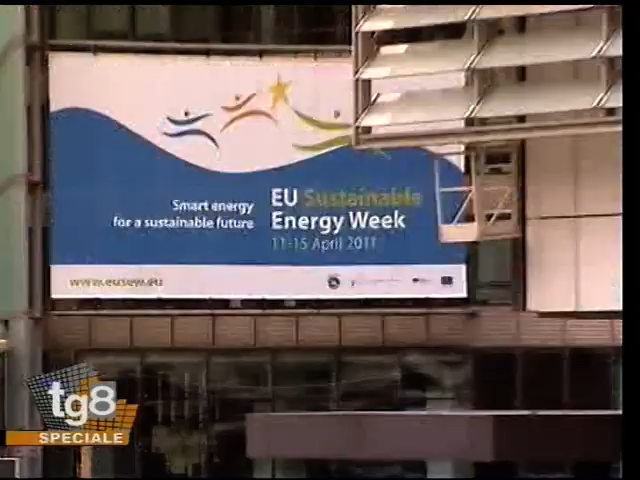 Smart energy
for a sustainable future
EU Sustainable
Energy Week
11-15 April 2011
www.eusew.eu
tg8
SPECIALE